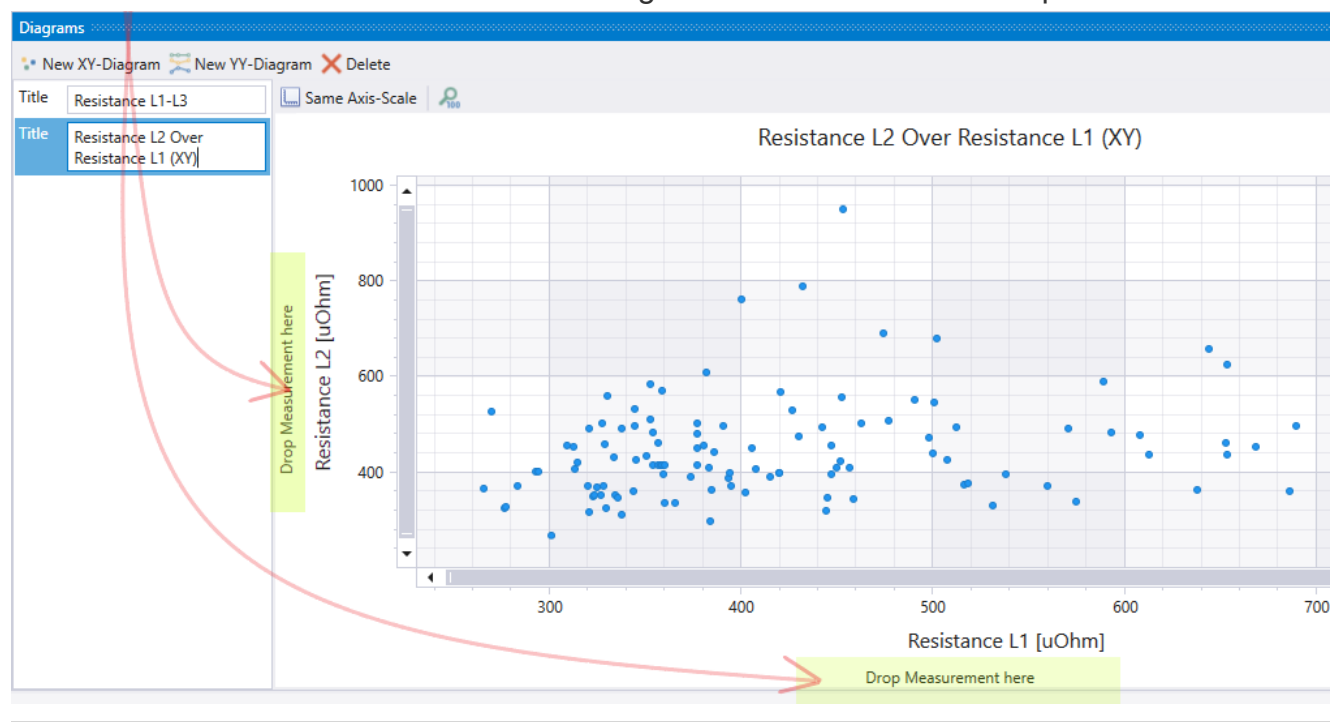 Diagrams
New XY-Diagram New YY-Diagram Delete
Title Resistance L1-L3
Same Axis-Scale 100
Title Resistance L2 Over
Resistance L1 (XY)
Resistance L2 Over Resistance L1 (XY)
1000
800
600
400
Drop Measurement here
Resistance L2 [uOhm]
300 400 500 600 700
Resistance L1 [uOhm]
Drop Measurement here